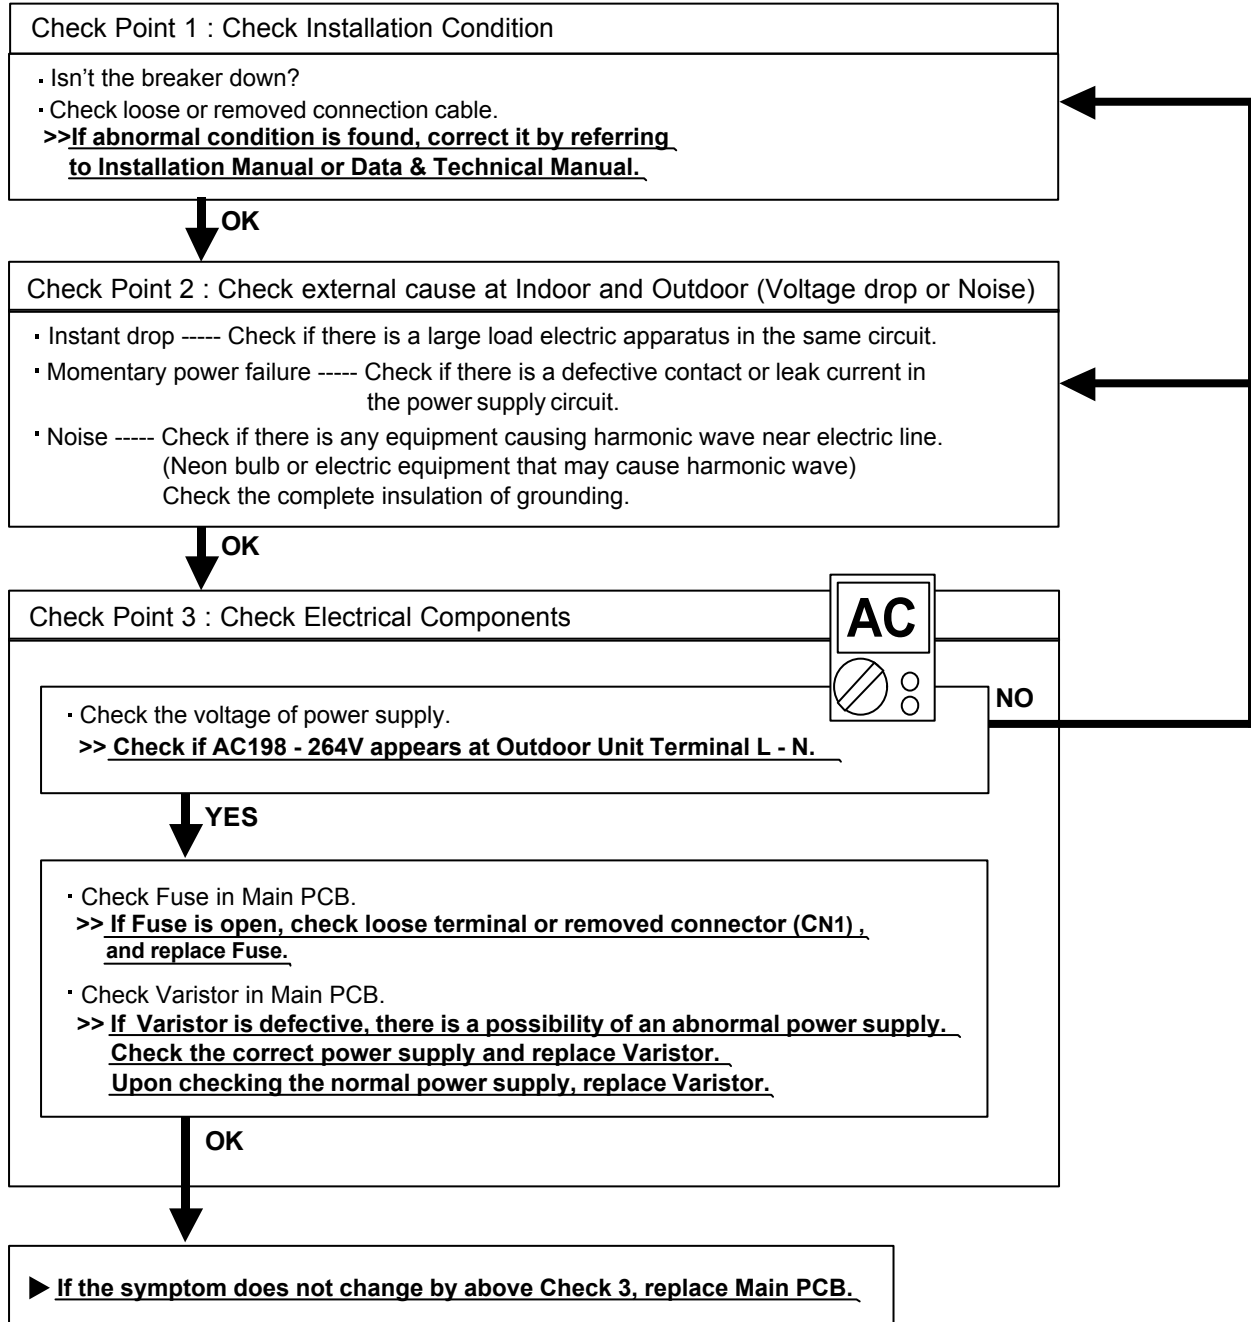 Check Point 1 : Check Installation Condition
· Isn't the breaker down?
· Check loose or removed connection cable.
>>If abnormal condition is found, correct it by referring
to Installation Manual or Data & Technical Manual.
OK
Check Point 2 : Check external cause at Indoor and Outdoor (Voltage drop or Noise)
· Instant drop ----- Check if there is a large load electric apparatus in the same circuit.
· Momentary power failure ----- Check if there is a defective contact or leak current in
the power supply circuit.
· Noise ----- Check if there is any equipment causing harmonic wave near electric line.
(Neon bulb or electric equipment that may cause harmonic wave)
Check the complete insulation of grounding.
OK
Check Point 3 : Check Electrical Components
AC
NO
· Check the voltage of power supply.
>> Check if AC198 - 264V appears at Outdoor Unit Terminal L - N.
YES
· Check Fuse in Main PCB.
>> If Fuse is open, check loose terminal or removed connector (CN1) ,
and replace Fuse.
· Check Varistor in Main PCB.
>> If Varistor is defective, there is a possibility of an abnormal power supply.
Check the correct power supply and replace Varistor.
Upon checking the normal power supply, replace Varistor.
OK
▶ If the symptom does not change by above Check 3, replace Main PCB.